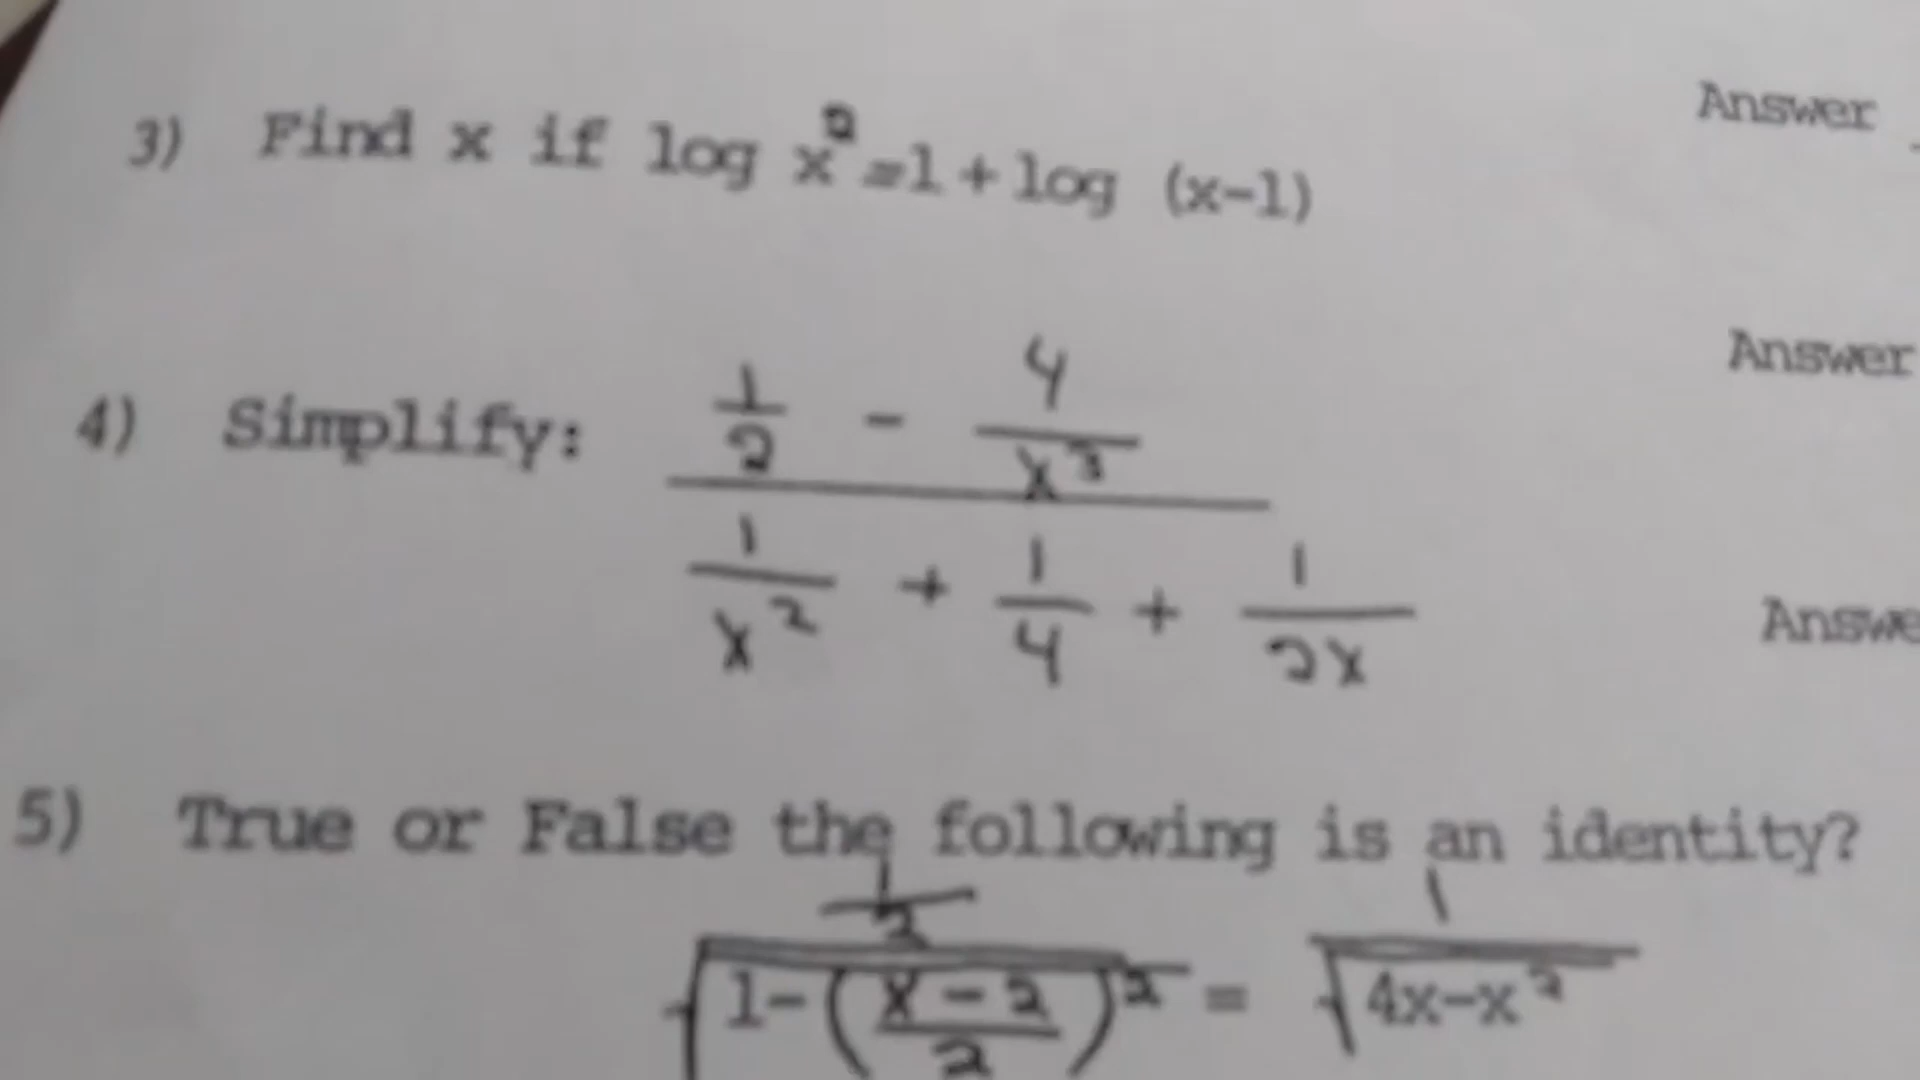 Answer
3) Find x if log x²=1+log (x-1)
Answer
4) Simplify: (1/2 - 4/x³) / (1/x² + 1/4 + 1/2x)
Answe
5) True or False the following is an identity?
(1/2) / √(1-((x-2)/2)²) = 1 / √(4x-x²)